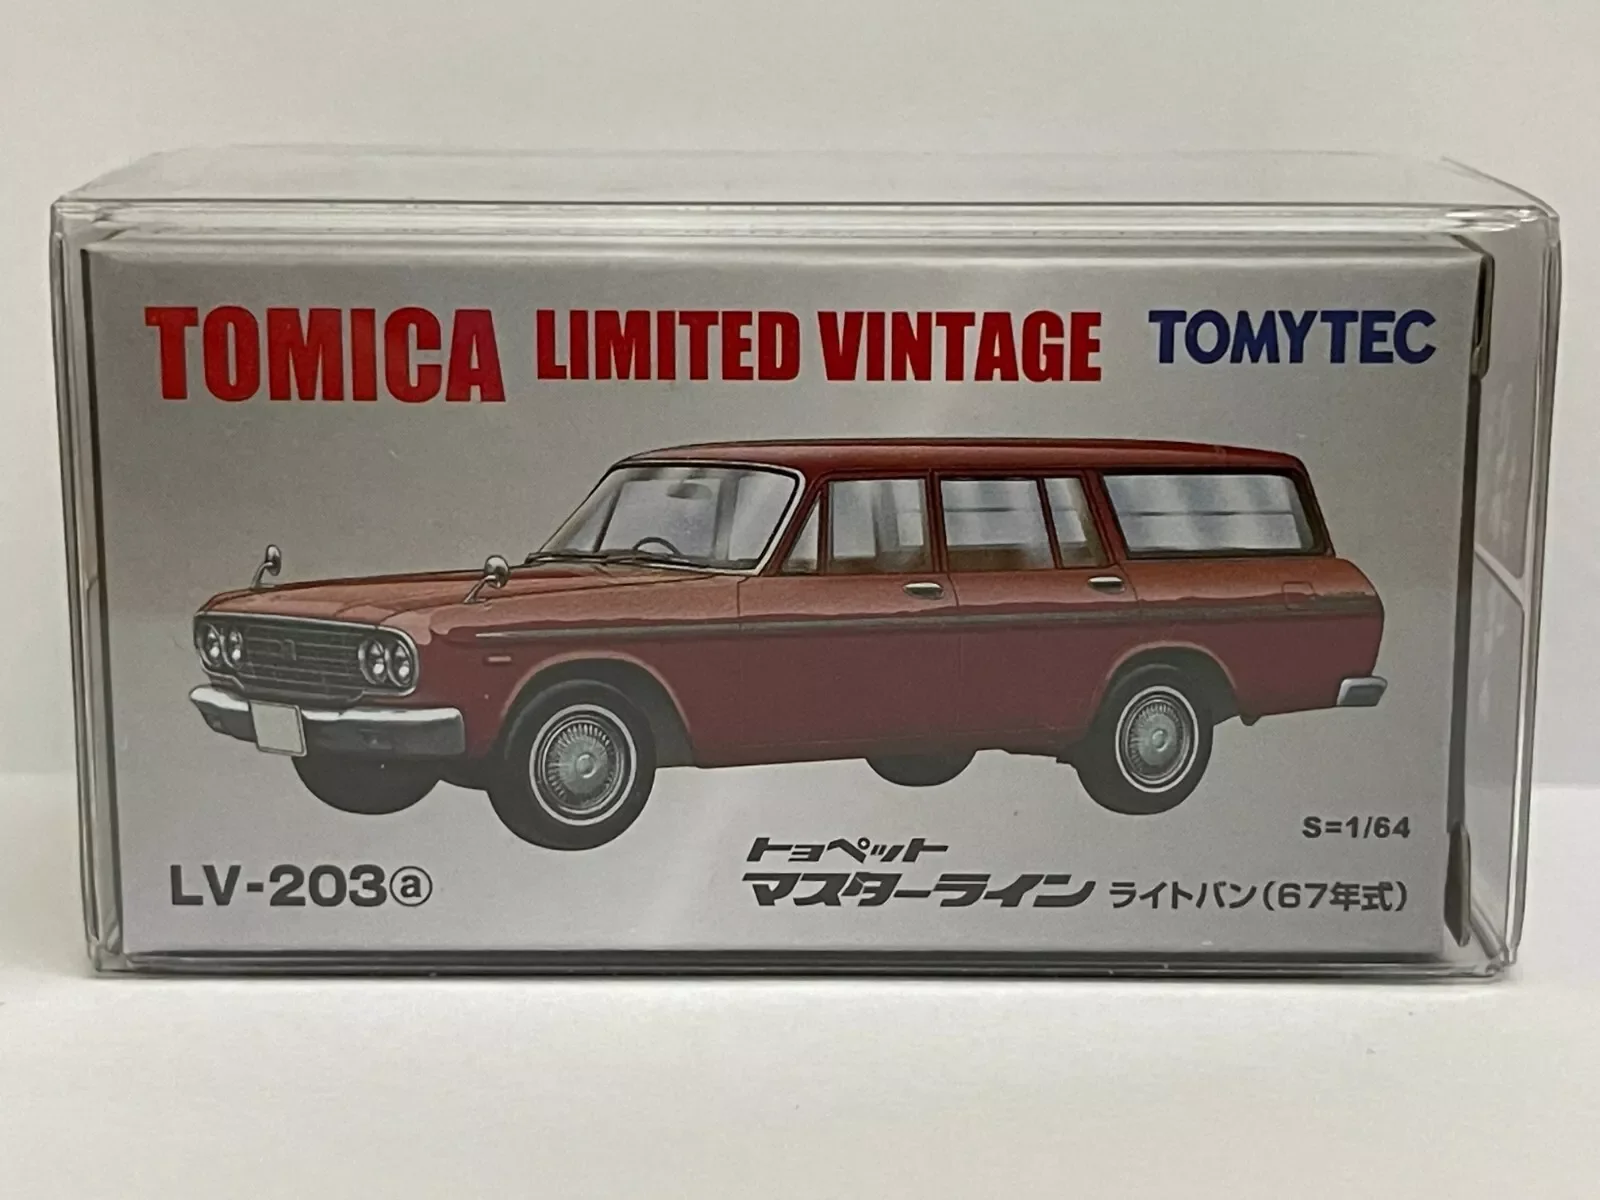 TOMICA LIMITED VINTAGE TOMYTEC
S=1/64
LV-203ⓐ
トヨペット
マスターライン ライトバン(67年式)